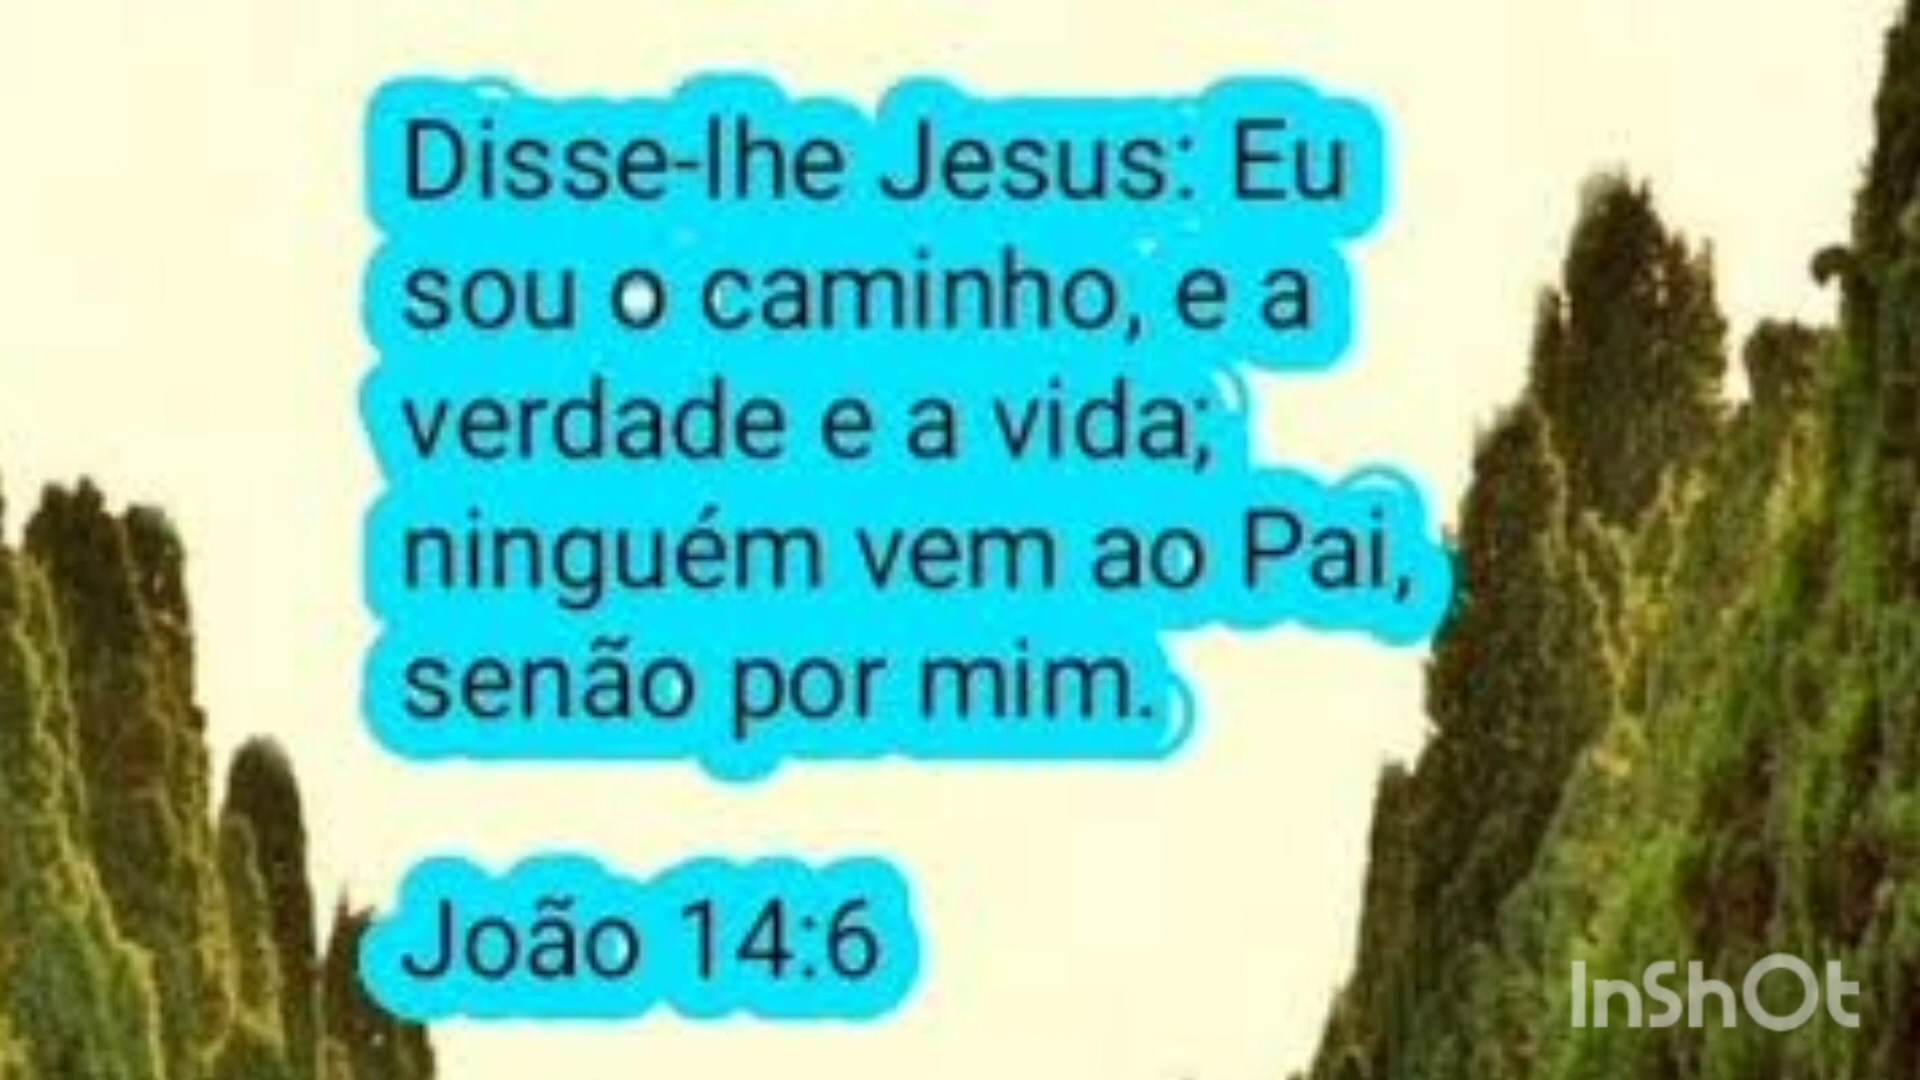 Disse-lhe Jesus: Eu
sou o caminho, e a
verdade e a vida;
ninguém vem ao Pai,
senão por mim.
João 14:6
InShOt